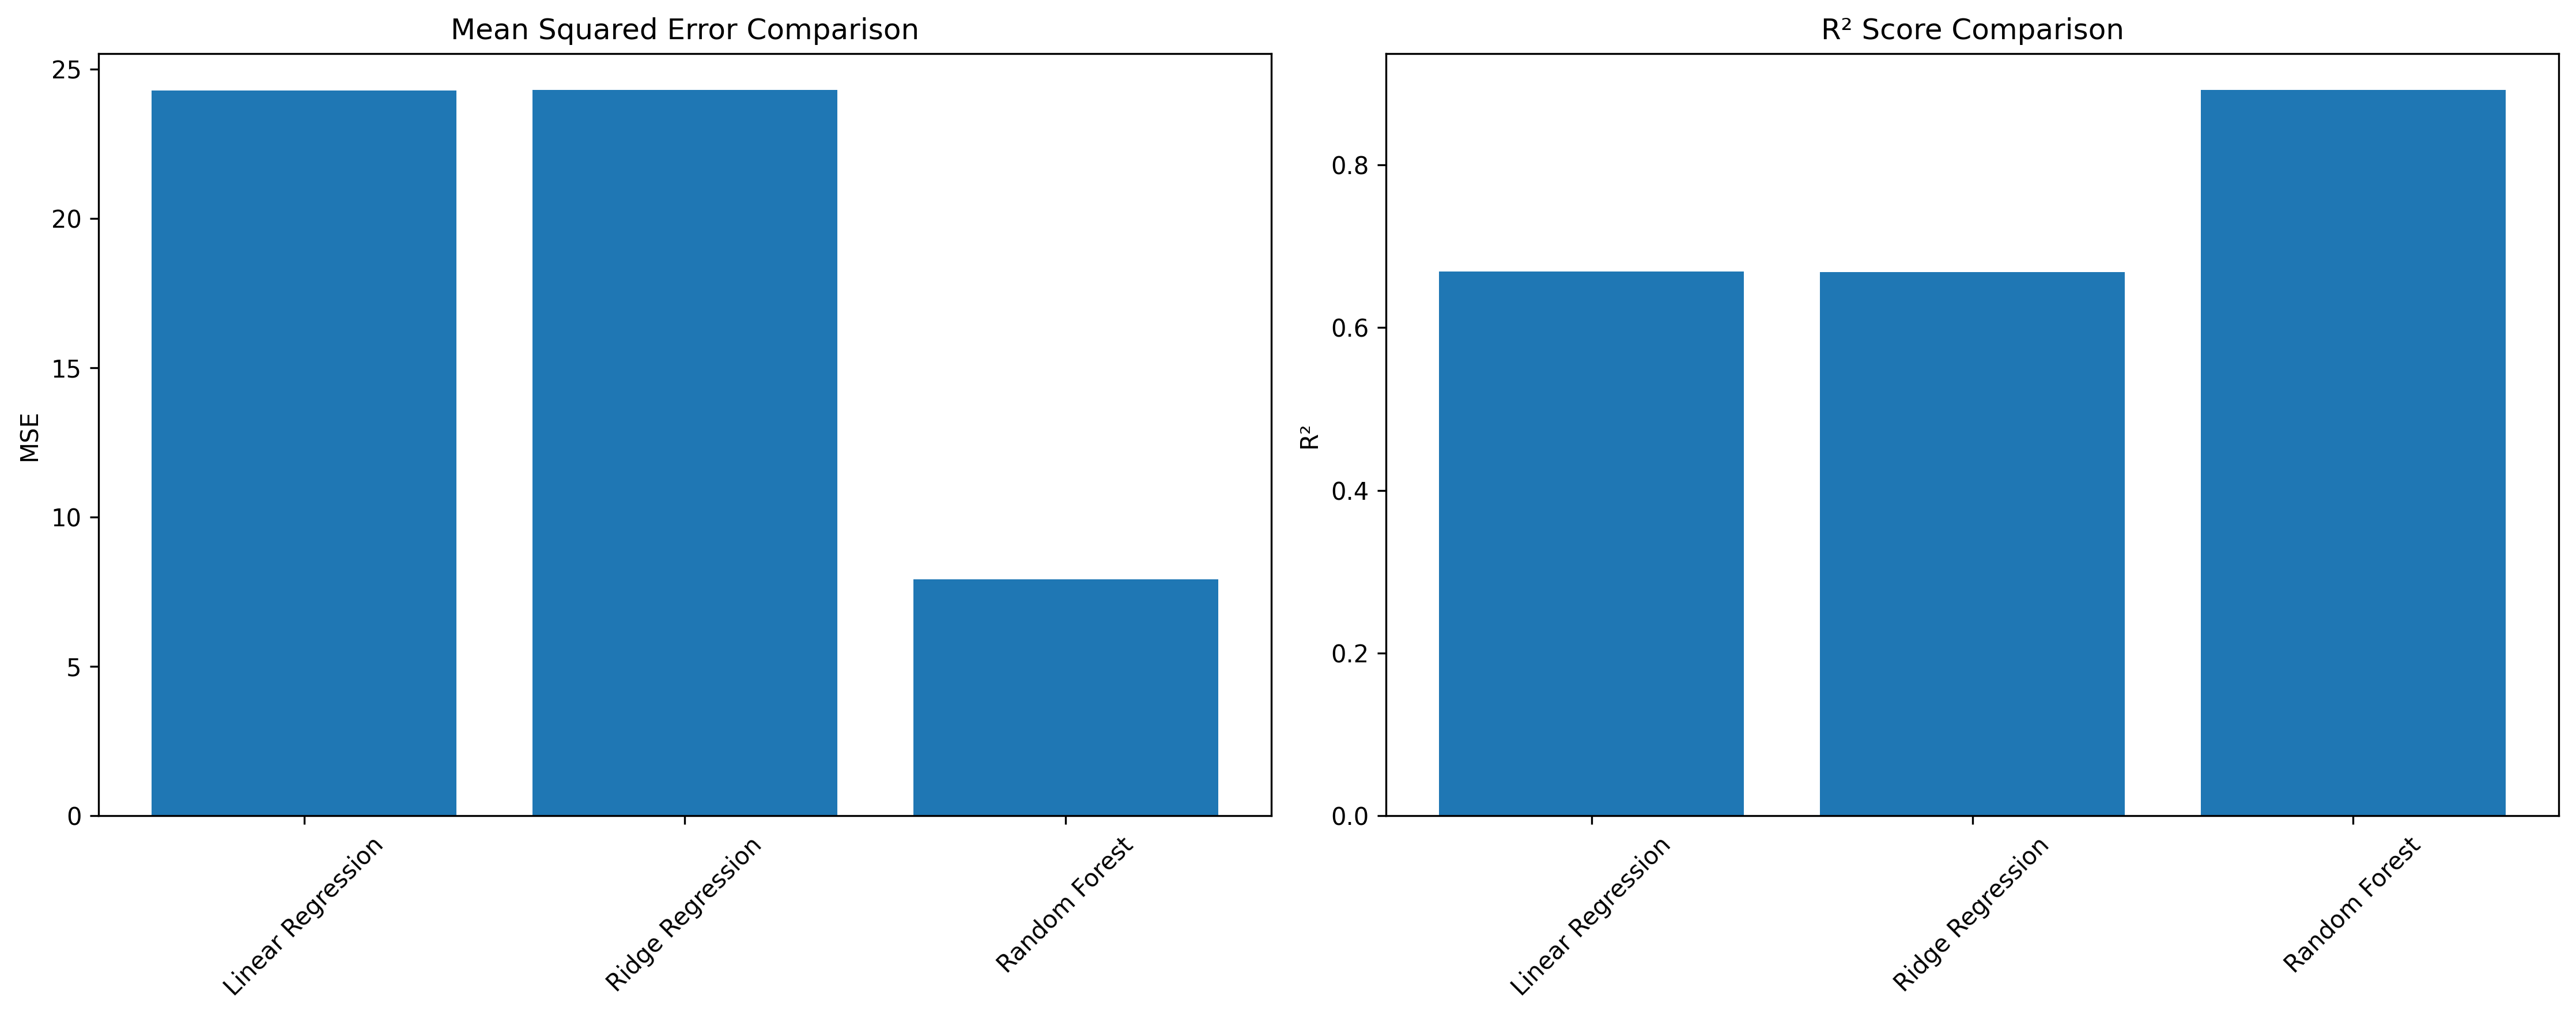 Mean Squared Error Comparison
25
20
15
10
5
0
MSE
Linear Regression
Ridge Regression
Random Forest
R² Score Comparison
0.8
0.6
0.4
0.2
0.0
R²
Linear Regression
Ridge Regression
Random Forest